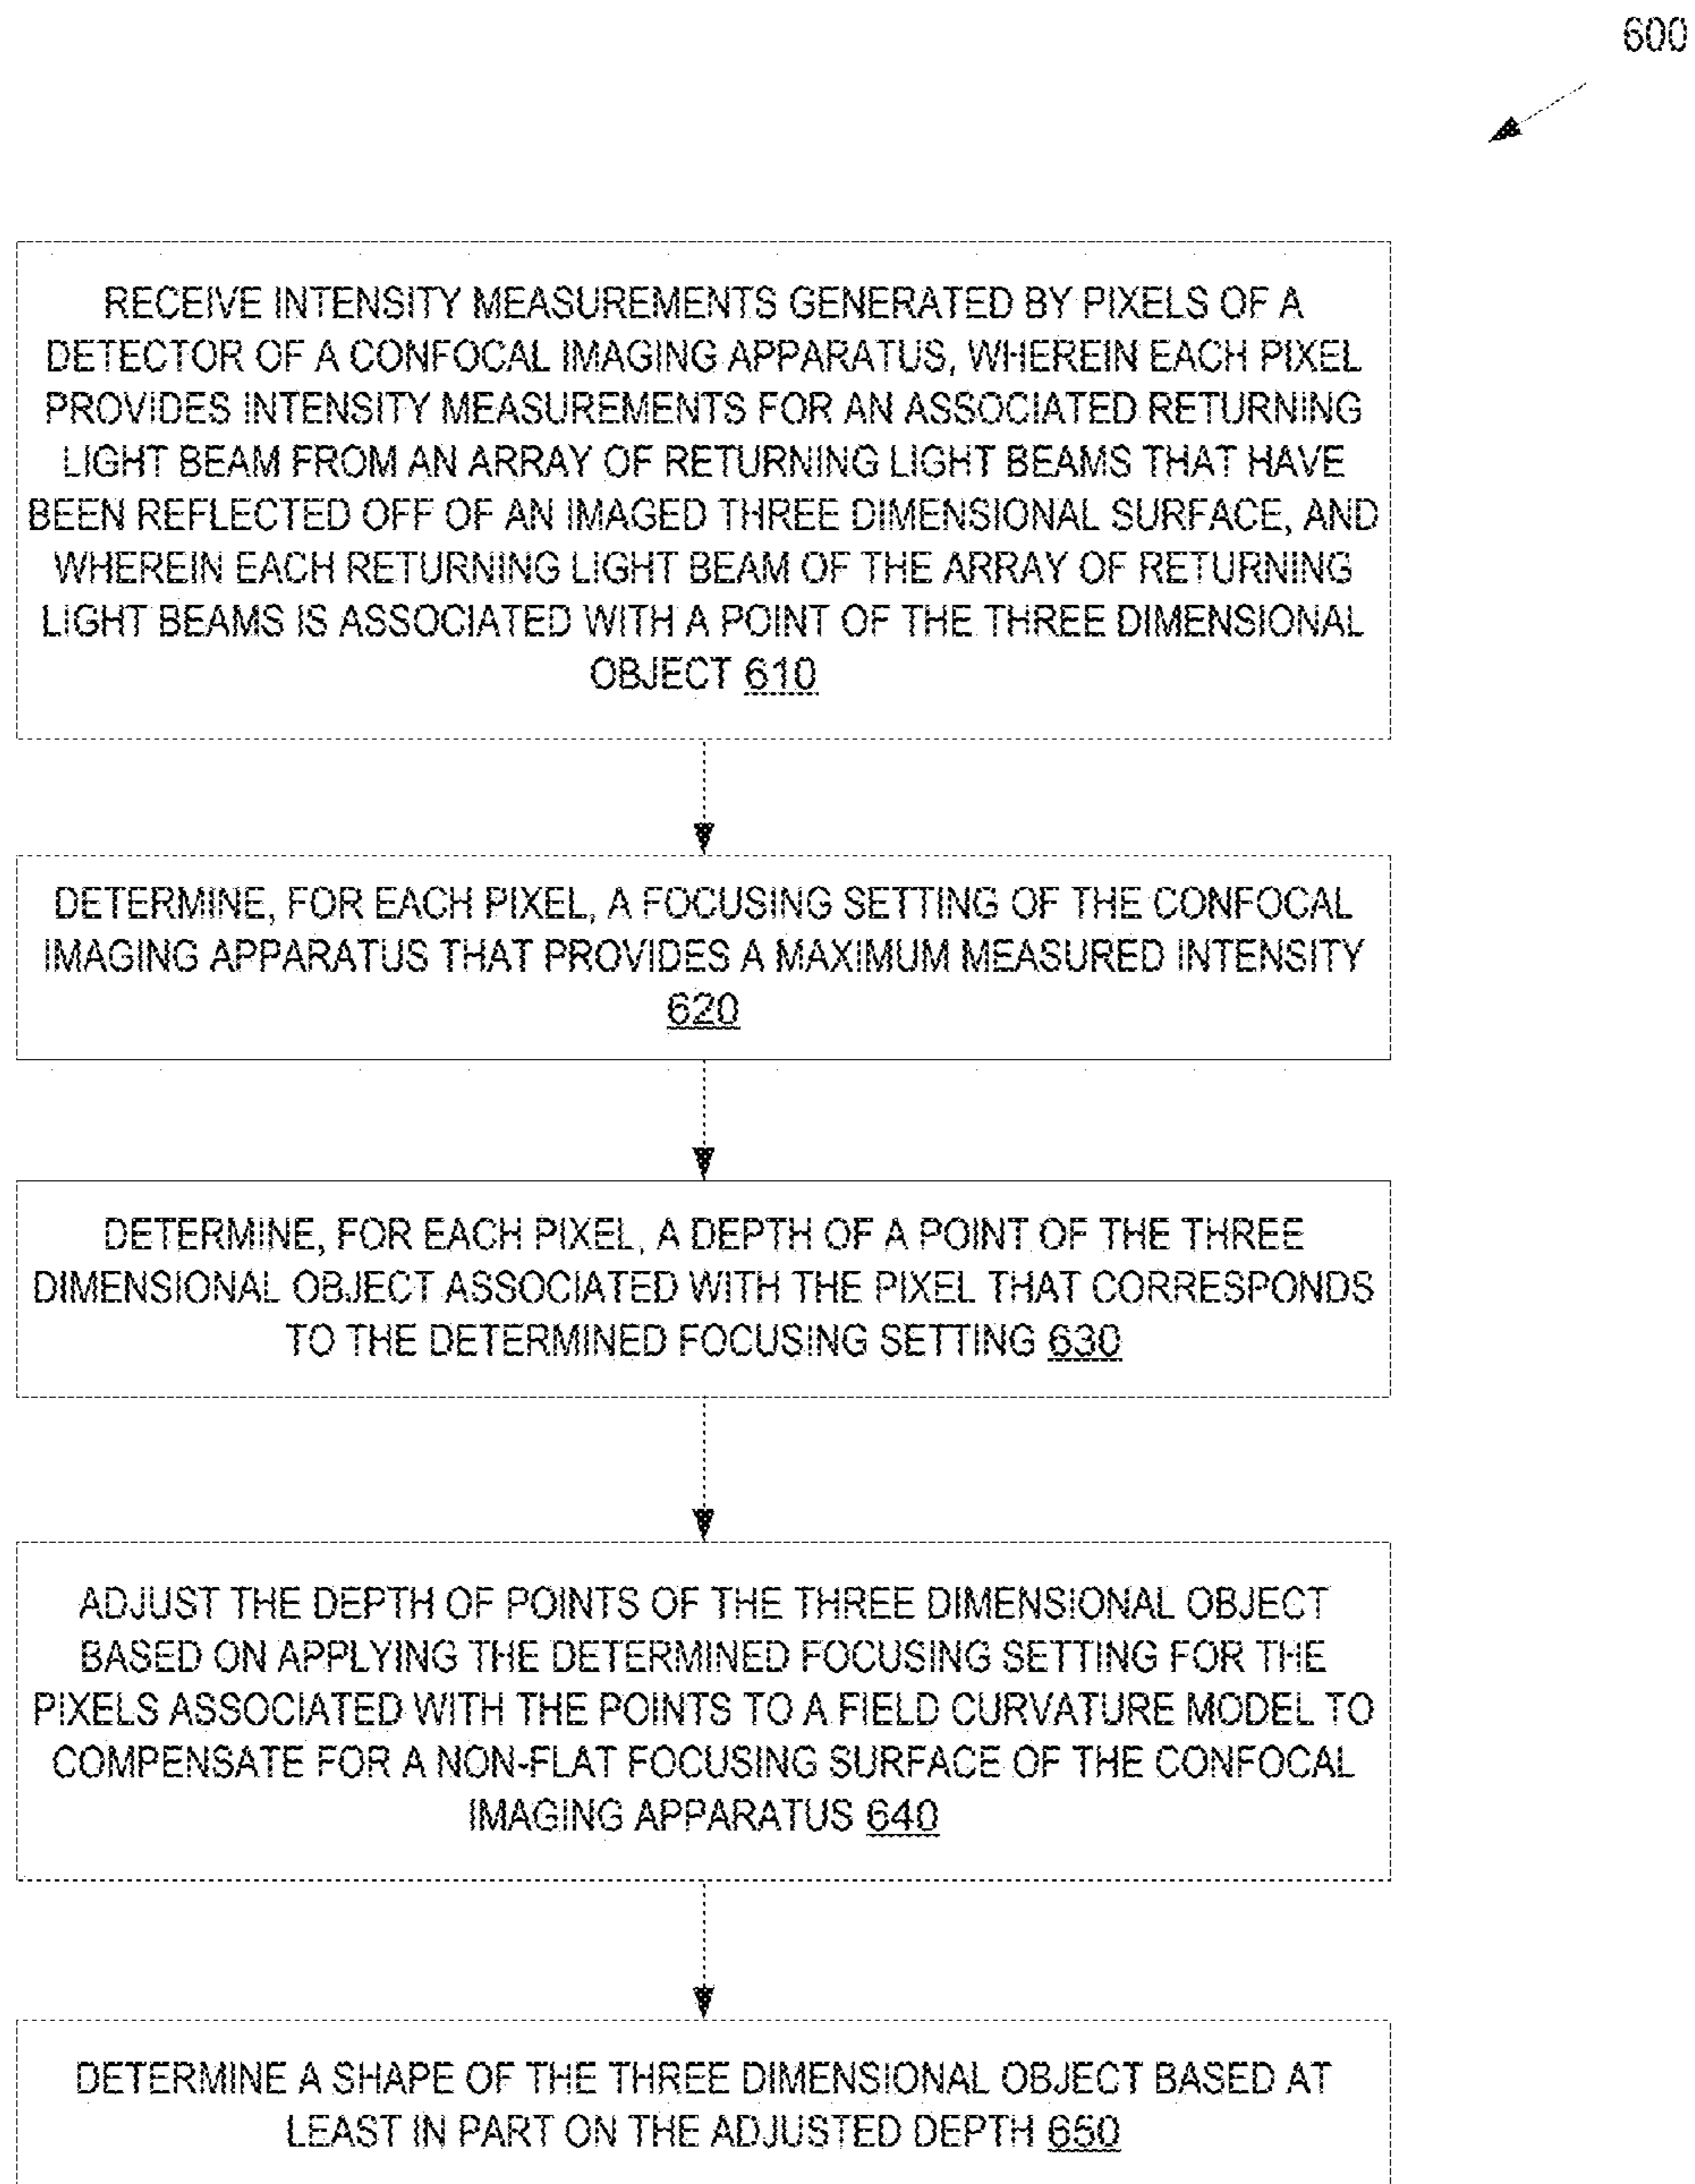 600
RECEIVE INTENSITY MEASUREMENTS GENERATED BY PIXELS OF A
DETECTOR OF A CONFOCAL IMAGING APPARATUS, WHEREIN EACH PIXEL
PROVIDES INTENSITY MEASUREMENTS FOR AN ASSOCIATED RETURNING
LIGHT BEAM FROM AN ARRAY OF RETURNING LIGHT BEAMS THAT HAVE
BEEN REFLECTED OFF OF AN IMAGED THREE DIMENSIONAL SURFACE, AND
WHEREIN EACH RETURNING LIGHT BEAM OF THE ARRAY OF RETURNING
LIGHT BEAMS IS ASSOCIATED WITH A POINT OF THE THREE DIMENSIONAL
OBJECT 610
DETERMINE, FOR EACH PIXEL, A FOCUSING SETTING OF THE CONFOCAL
IMAGING APPARATUS THAT PROVIDES A MAXIMUM MEASURED INTENSITY
620
DETERMINE, FOR EACH PIXEL, A DEPTH OF A POINT OF THE THREE
DIMENSIONAL OBJECT ASSOCIATED WITH THE PIXEL THAT CORRESPONDS
TO THE DETERMINED FOCUSING SETTING 630
ADJUST THE DEPTH OF POINTS OF THE THREE DIMENSIONAL OBJECT
BASED ON APPLYING THE DETERMINED FOCUSING SETTING FOR THE
PIXELS ASSOCIATED WITH THE POINTS TO A FIELD CURVATURE MODEL TO
COMPENSATE FOR A NON-FLAT FOCUSING SURFACE OF THE CONFOCAL
IMAGING APPARATUS 640
DETERMINE A SHAPE OF THE THREE DIMENSIONAL OBJECT BASED AT
LEAST IN PART ON THE ADJUSTED DEPTH 650